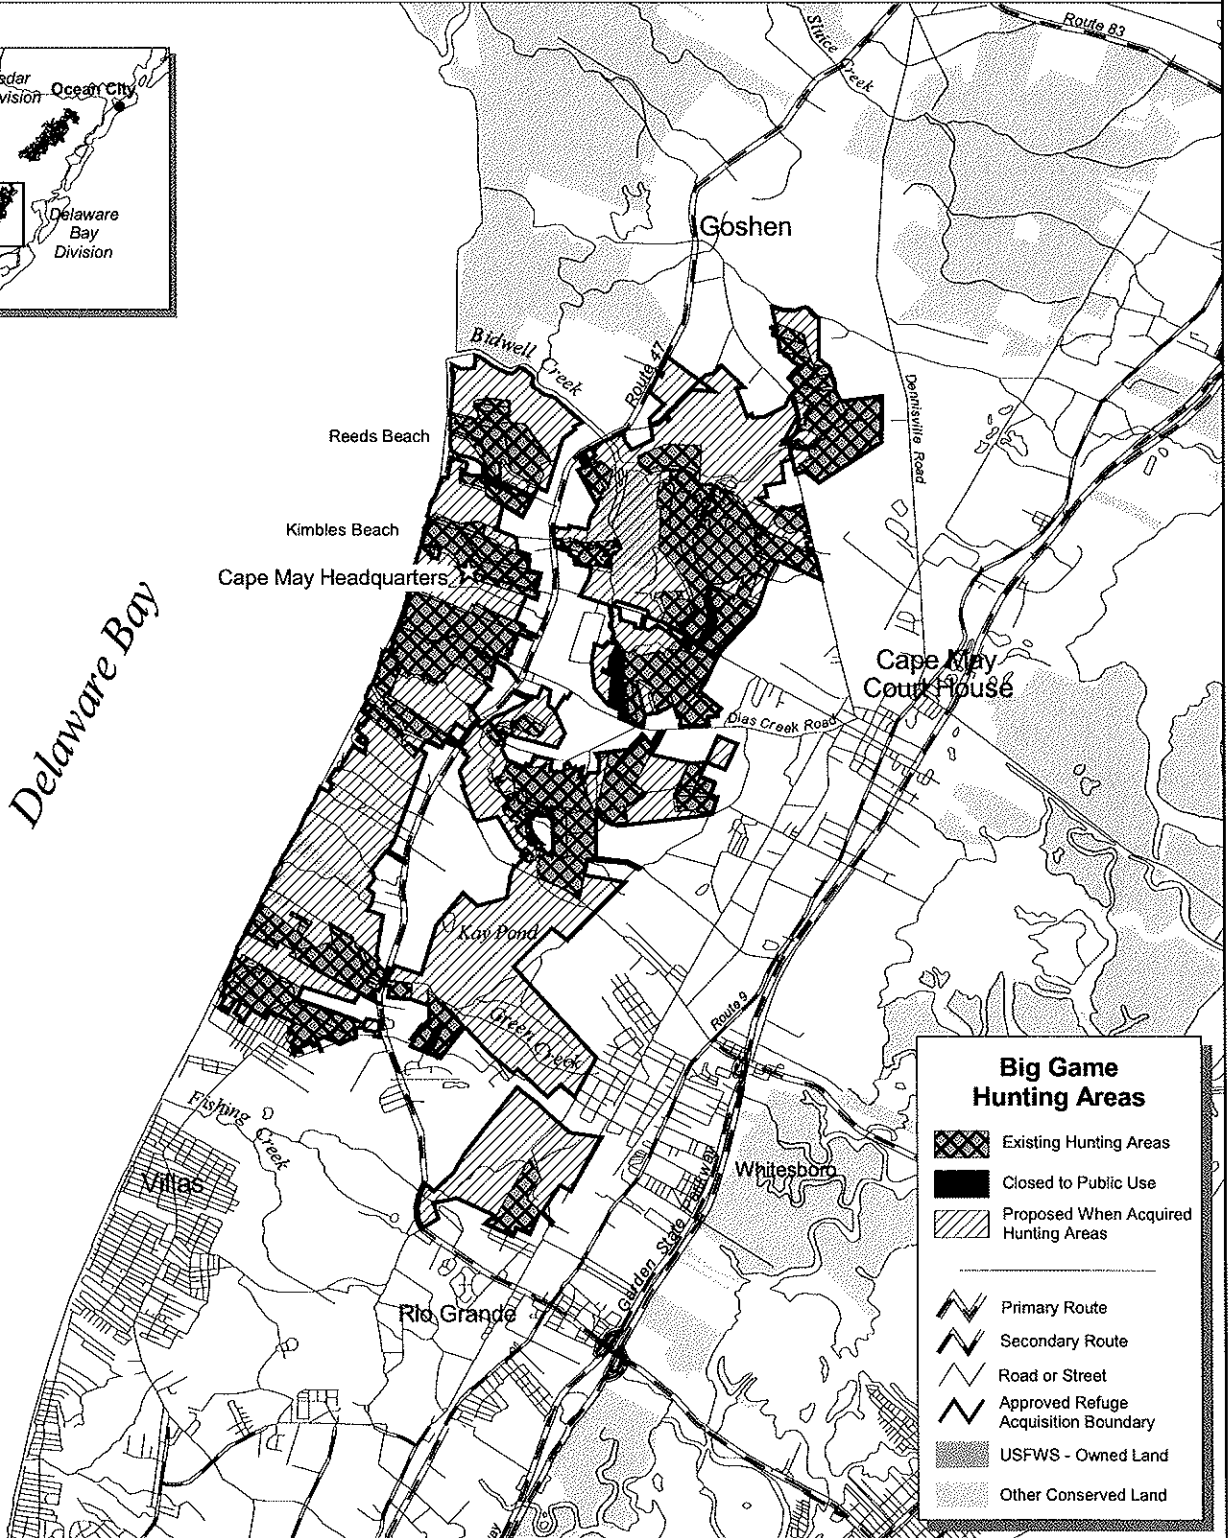 Ocean City
Delaware
Bay
Division
Route 83
Sluice Creek
Goshen
Bidwell Creek
Route 47
Dennisville Road
Reeds Beach
Kimbles Beach
Cape May Headquarters
Delaware Bay
Cape May
Court House
Dias Creek Road
Kay Pond
Green Creek
Route 9
Fishing Creek
Villas
Whitesboro
Garden State Parkway
Rio Grande
Big Game
Hunting Areas
Existing Hunting Areas
Closed to Public Use
Proposed When Acquired
Hunting Areas
Primary Route
Secondary Route
Road or Street
Approved Refuge
Acquisition Boundary
USFWS - Owned Land
Other Conserved Land